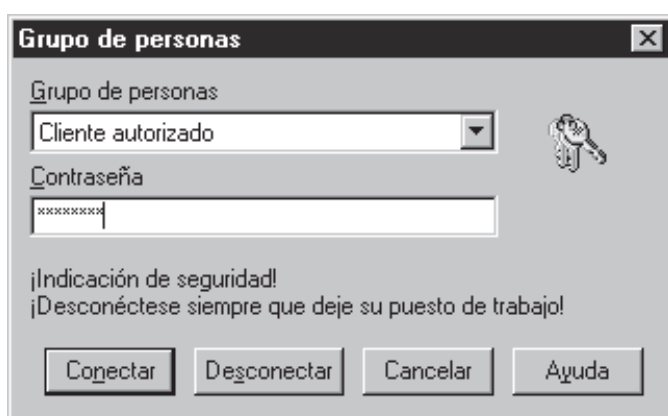 Grupo de personas
Grupo de personas
Cliente autorizado
Contraseña
********
¡Indicación de seguridad!
¡Desconéctese siempre que deje su puesto de trabajo!
Conectar Desconectar Cancelar Ayuda